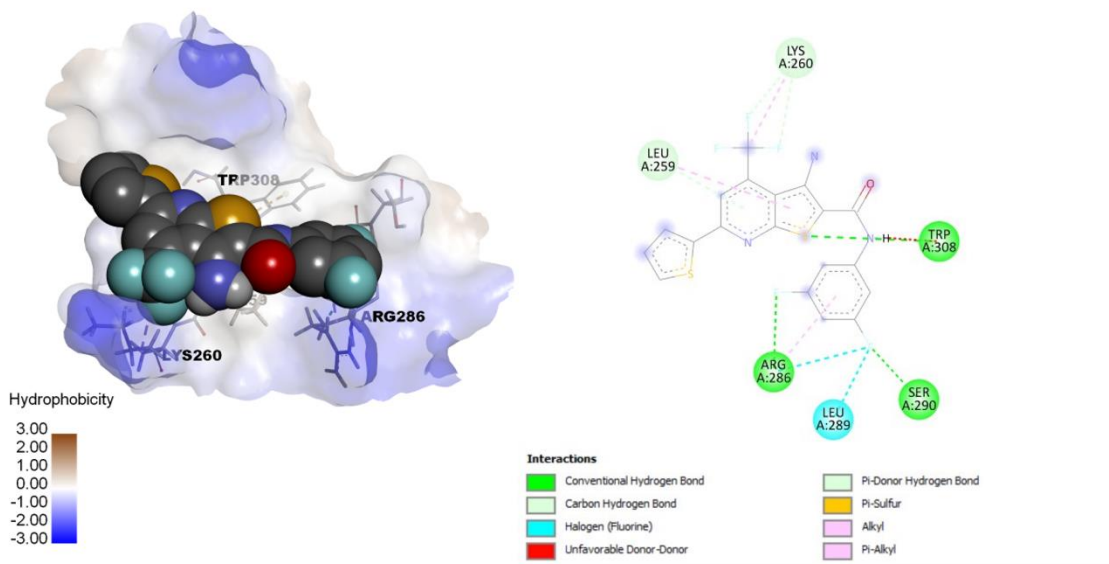 TRP308
59
LYS260
ARG286
Hydrophobicity
3.00
2.00
1.00
0.00
-1.00
-2.00
-3.00
LYS
A:260
LEU
A:259
N
O
N
S
N
H
TRP
A:308
ARG
A:286
LEU
A:289
SER
A:290
Interactions
Conventional Hydrogen Bond
Carbon Hydrogen Bond
Halogen (Fluorine)
Unfavorable Donor-Donor
Pi-Donor Hydrogen Bond
Pi-Sulfur
Alkyl
Pi-Alkyl